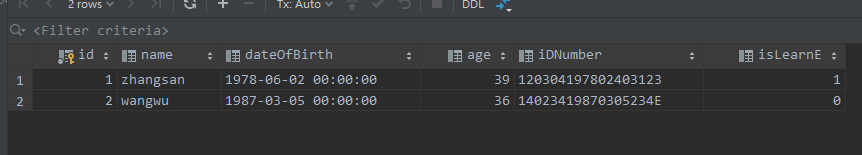 2 rows Tx: Auto DDL
<Filter criteria>
id name dateOfBirth age iDNumber isLearnE
1 1 zhangsan 1978-06-02 00:00:00 39 120304197802403123 1
2 2 wangwu 1987-03-05 00:00:00 36 14023419870305234E 0